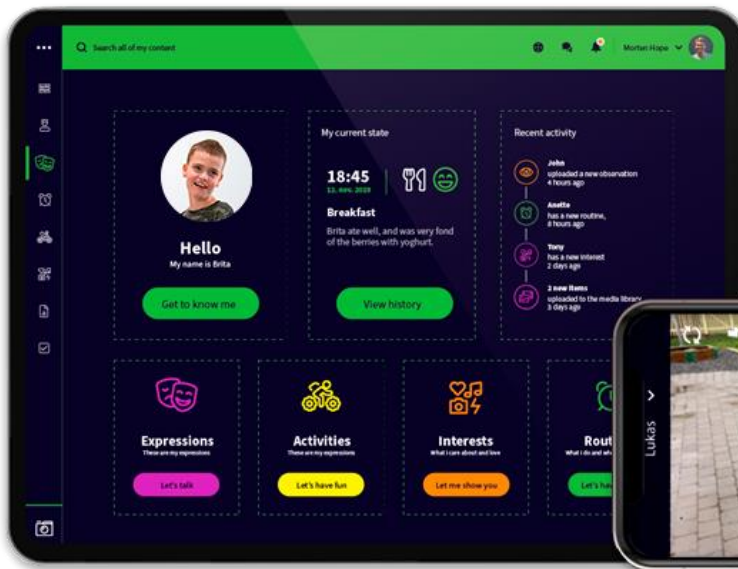 Search all of my content
Morten Hope
Hello
My name is Brita
Get to know me
My current state
18:45
12. nov. 2019
Breakfast
Brita ate well, and was very fond
of the berries with yoghurt.
View history
Recent activity
John
uploaded a new observation
4 hours ago
Anette
has a new routine,
8 hours ago
Tony
has a new interest
2 days ago
2 new items
uploaded to the media library
3 days ago
Expressions
These are my expressions
Let's talk
Activities
These are my expressions
Let's have fun
Interests
What I care about and love
Let me show you
Rout
What I do and wh
Let's ha
Lukas